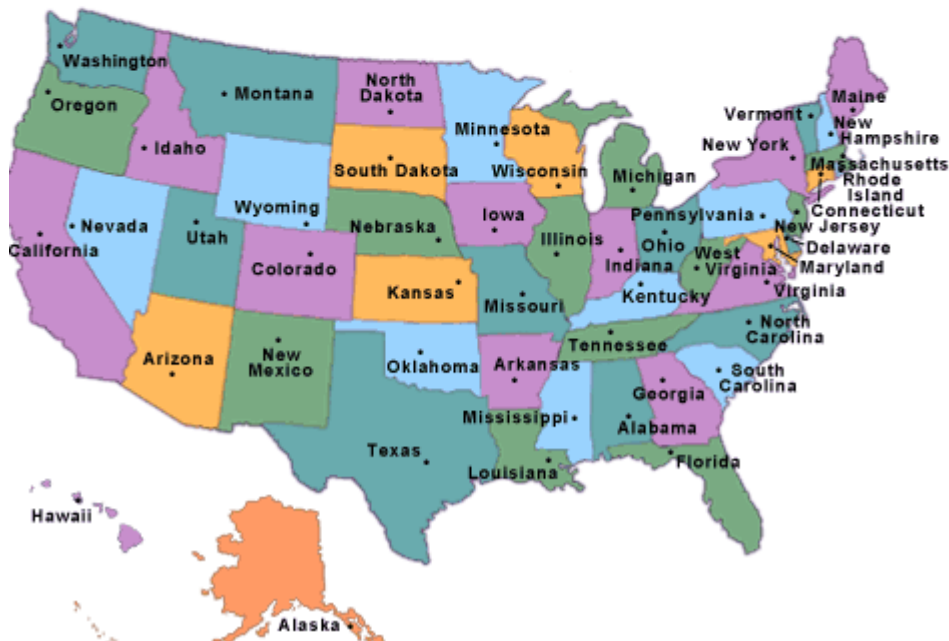 Washington
Oregon
Montana
Idaho
North
Dakota
South Dakota
Wyoming
Nevada
California
Utah
Colorado
Nebraska
Kansas
Minnesota
Wisconsin
Iowa
Illinois
Michigan
Indiana
Ohio
Pennsylvania
New York
Vermont
Maine
New
Hampshire
Massachusetts
Rhode
Island
Connecticut
New Jersey
Delaware
Maryland
West
Virginia
Virginia
Kentucky
Missouri
Arizona
New
Mexico
Oklahoma
Arkansas
Tennessee
North
Carolina
South
Carolina
Georgia
Alabama
Mississippi
Louisiana
Texas
Florida
Hawaii
Alaska